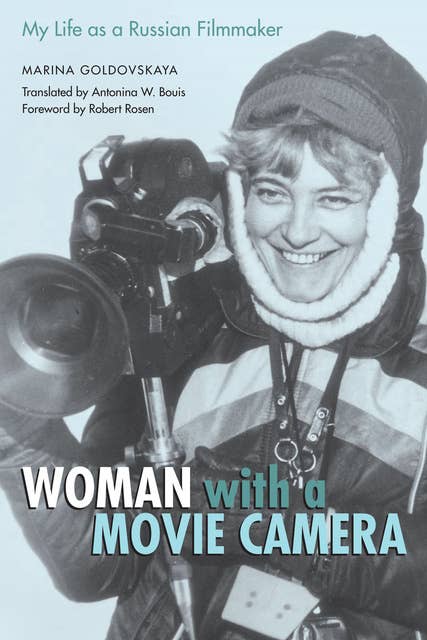 My Life as a Russian Filmmaker
MARINA GOLDOVSKAYA
Translated by Antonina W. Bouis
Foreword by Robert Rosen
WOMAN with a
MOVIE CAMERA